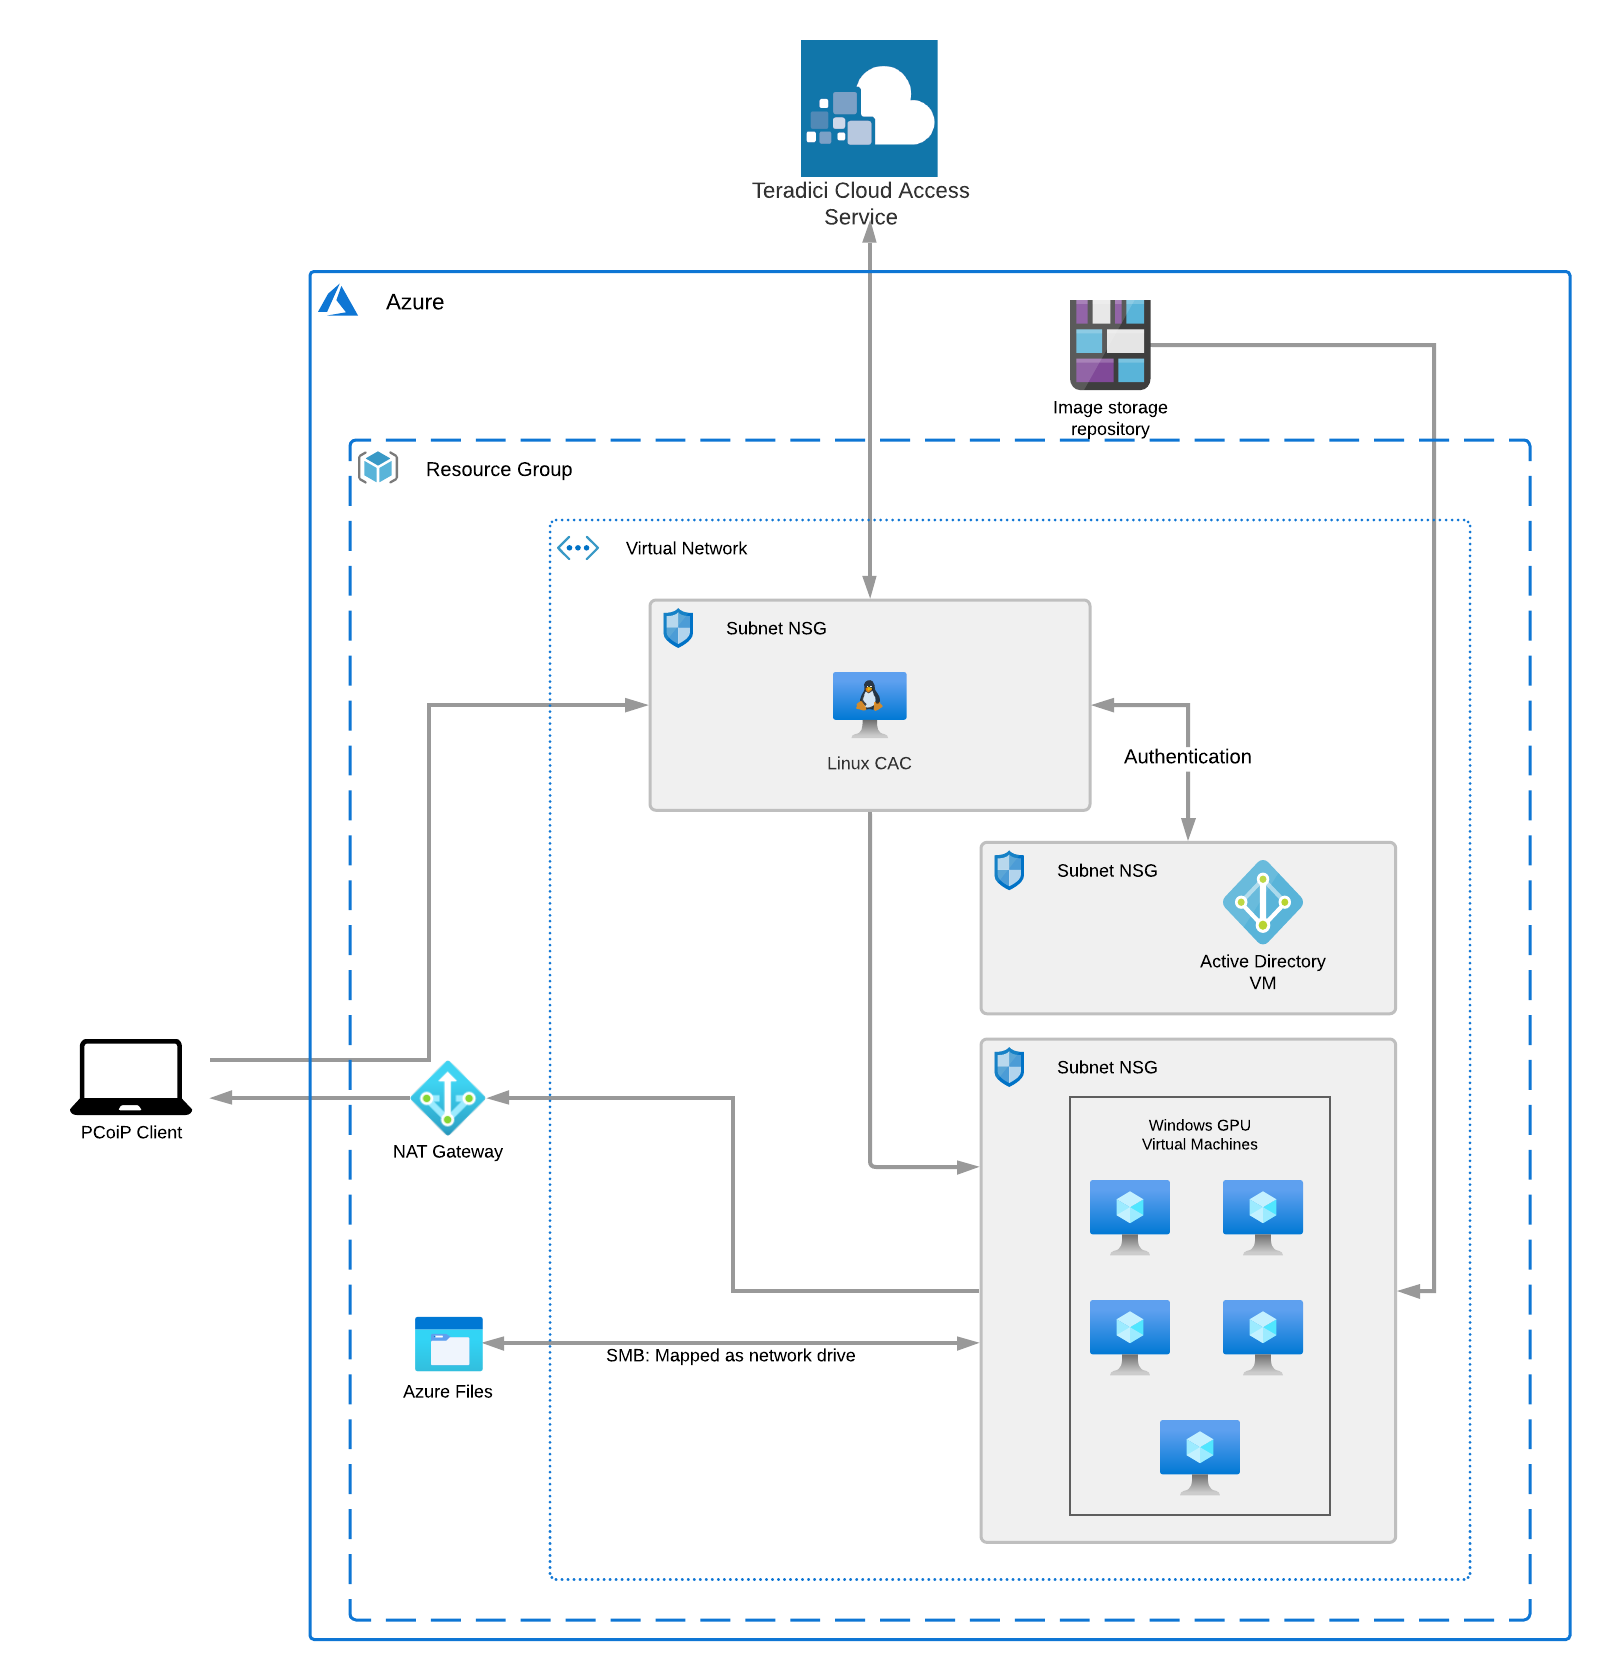 Teradici Cloud Access
Service
Azure
Image storage
repository
Resource Group
Virtual Network
Subnet NSG
Linux CAC
Authentication
Subnet NSG
Active Directory
VM
PCoiP Client
NAT Gateway
Subnet NSG
Windows GPU
Virtual Machines
SMB: Mapped as network drive
Azure Files